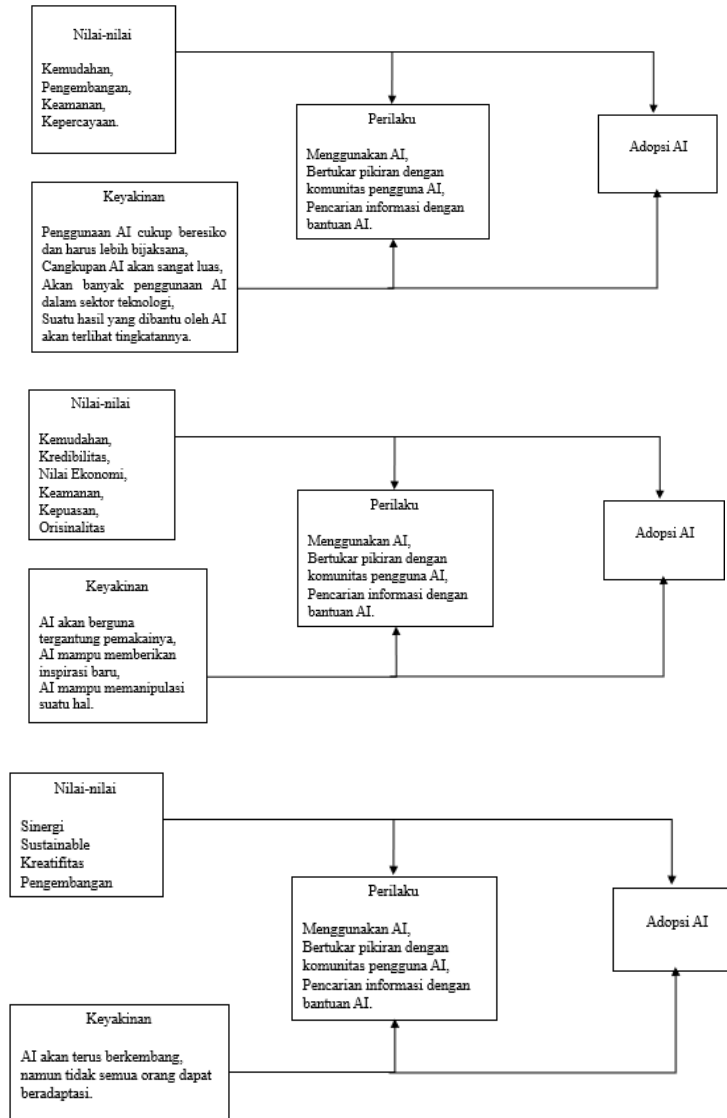 Nilai-nilai
Kemudahan,
Pengembangan,
Keamanan,
Kepercayaan.
Perilaku
Menggunakan AI,
Bertukar pikiran dengan
komunitas pengguna AI,
Pencarian informasi dengan
bantuan AI.
Adopsi AI
Keyakinan
Penggunaan AI cukup beresiko
dan harus lebih bijaksana,
Cangkupan AI akan sangat luas,
Akan banyak penggunaan AI
dalam sektor teknologi,
Suatu hasil yang dibantu oleh AI
akan terlihat tingkatannya.
Nilai-nilai
Kemudahan,
Kredibilitas,
Nilai Ekonomi,
Keamanan,
Kepuasan,
Orisinalitas
Perilaku
Menggunakan AI,
Bertukar pikiran dengan
komunitas pengguna AI,
Pencarian informasi dengan
bantuan AI.
Adopsi AI
Keyakinan
AI akan berguna
tergantung pemakainya,
AI mampu memberikan
inspirasi baru,
AI mampu memanipulasi
suatu hal.
Nilai-nilai
Sinergi
Sustainable
Kreatifitas
Pengembangan
Perilaku
Menggunakan AI,
Bertukar pikiran dengan
komunitas pengguna AI,
Pencarian informasi dengan
bantuan AI.
Adopsi AI
Keyakinan
AI akan terus berkembang,
namun tidak semua orang dapat
beradaptasi.